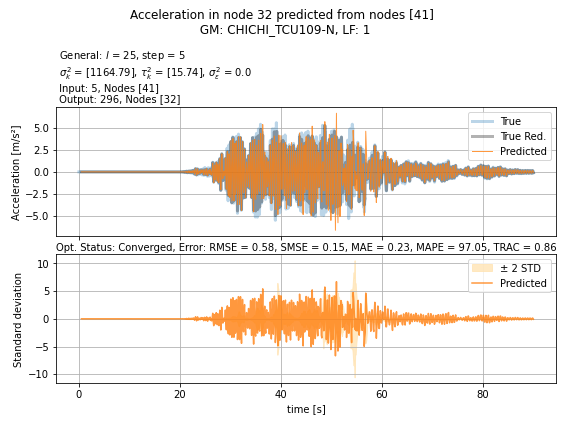 Acceleration in node 32 predicted from nodes [41]
GM: CHICHI_TCU109-N, LF: 1
General: l = 25, step = 5
σ²ₖ = [1164.79], τ²ₖ = [15.74], σ²ε = 0.0
Input: 5, Nodes [41]
Output: 296, Nodes [32]
Acceleration [m/s²]
5.0
2.5
0.0
−2.5
−5.0
True
True Red.
Predicted
Opt. Status: Converged, Error: RMSE = 0.58, SMSE = 0.15, MAE = 0.23, MAPE = 97.05, TRAC = 0.86
Standard deviation
10
5
0
−5
−10
± 2 STD
Predicted
0 20 40 60 80
time [s]